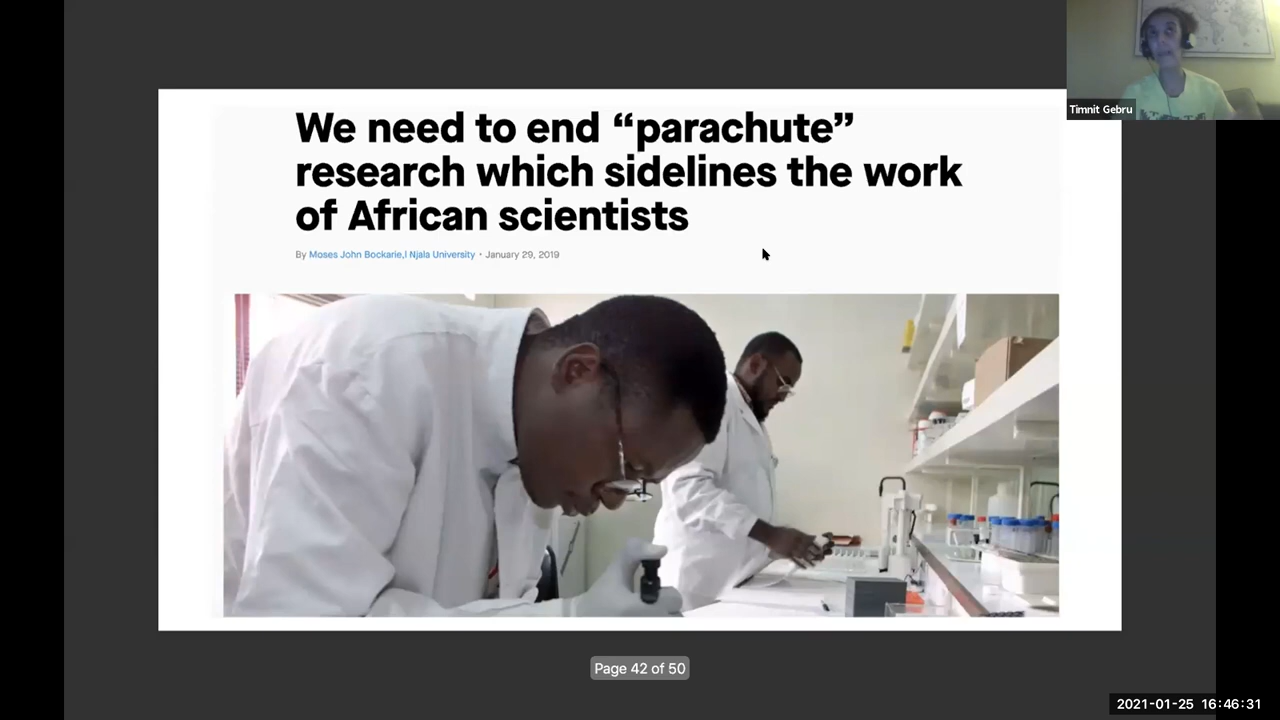 We need to end “parachute”
research which sidelines the work
of African scientists
By Moses John Bockarie,l Njala University • January 29, 2019
Timnit Gebru
Page 42 of 50
2021-01-25 16:46:31